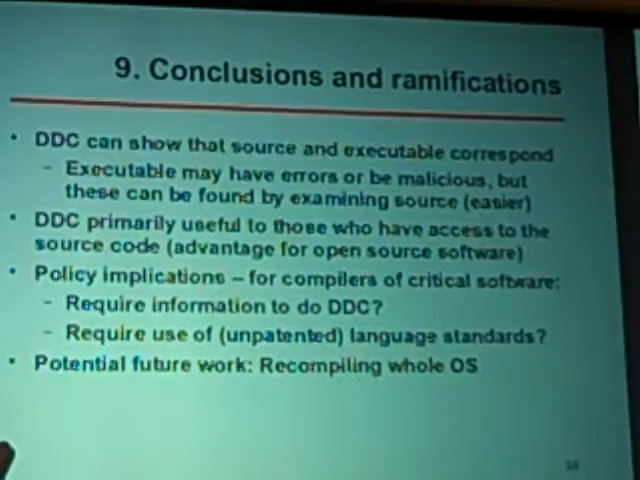 9. Conclusions and ramifications
• DDC can show that source and executable correspond
- Executable may have errors or be malicious, but
these can be found by examining source (easier)
• DDC primarily useful to those who have access to the
source code (advantage for open source software)
• Policy implications – for compilers of critical software:
- Require information to do DDC?
- Require use of (unpatented) language standards?
• Potential future work: Recompiling whole OS